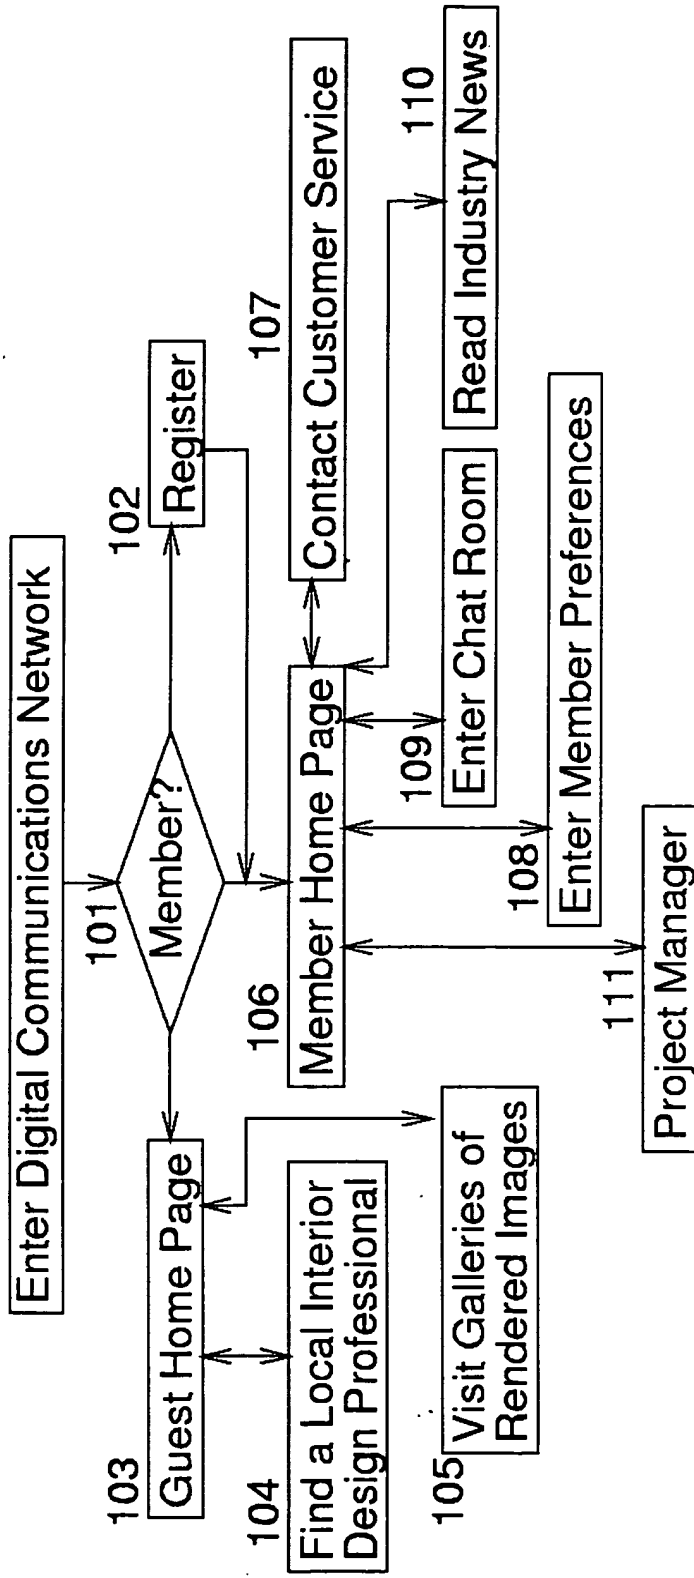 Enter Digital Communications Network
101
Member?
102
Register
103
Guest Home Page
104
Find a Local Interior
Design Professional
105
Visit Galleries of
Rendered Images
106
Member Home Page
107
Contact Customer Service
109
Enter Chat Room
110
Read Industry News
108
Enter Member Preferences
111
Project Manager